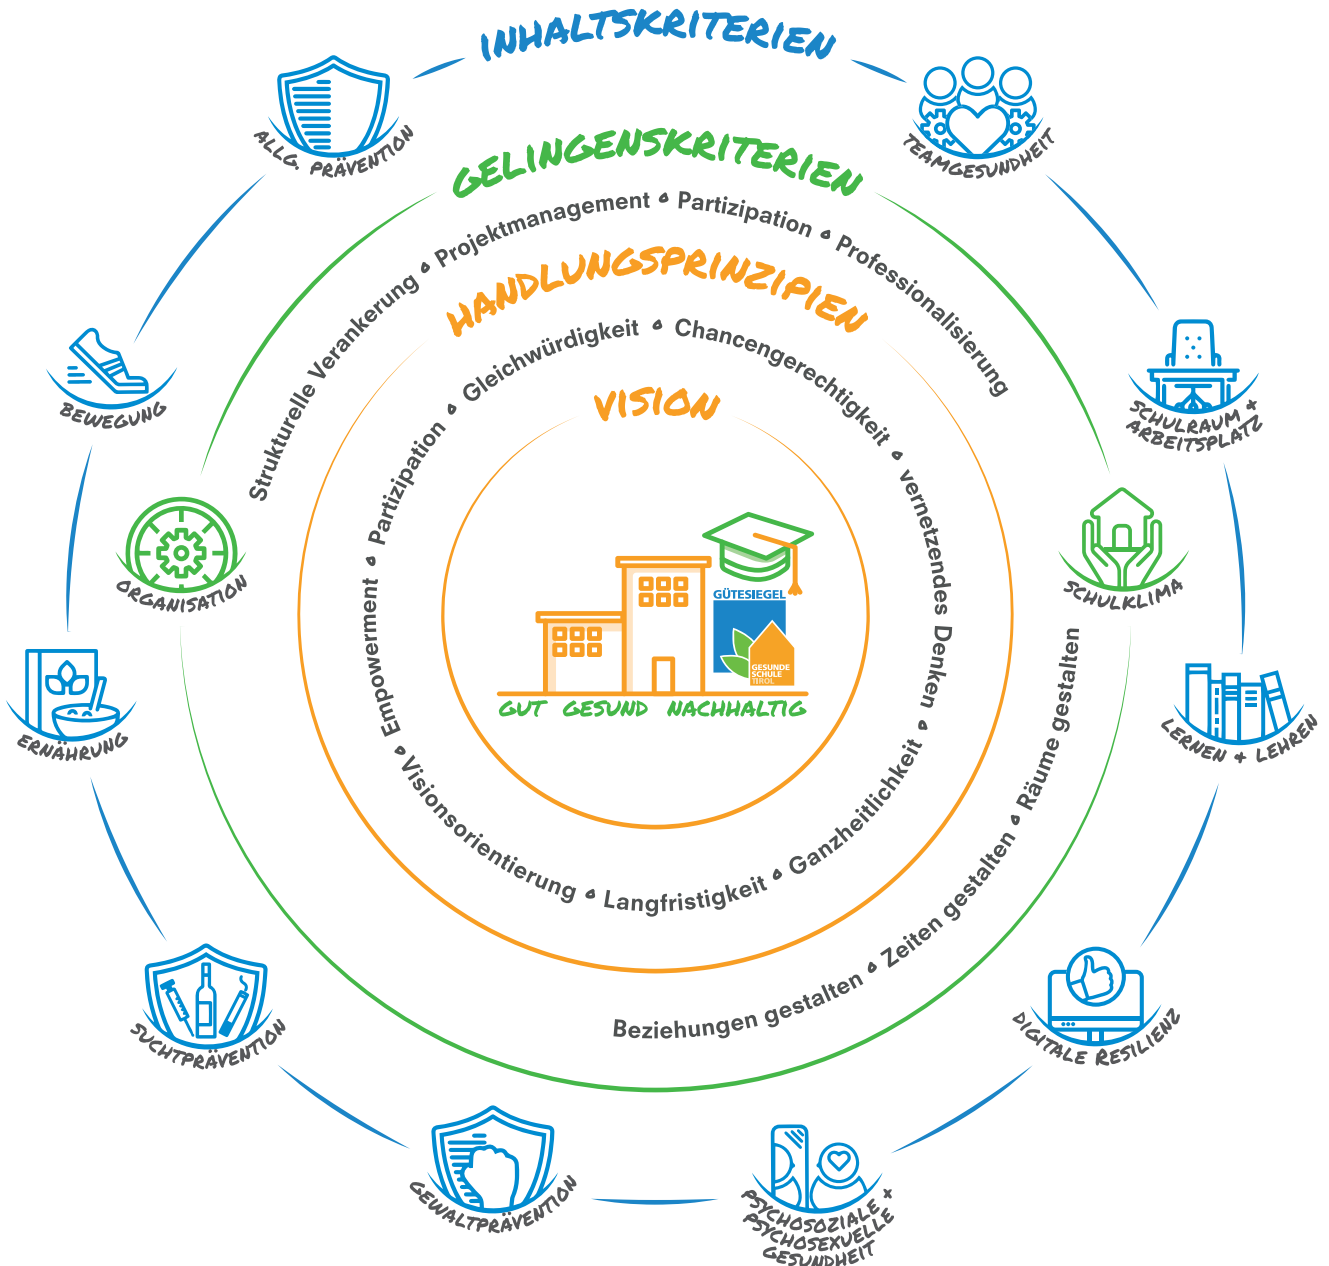 INHALTSKRITERIEN
ALLG. PRÄVENTION
TEAMGESUNDHEIT
SCHULRAUM +
ARBEITSPLATZ
LERNEN + LEHREN
DIGITALE RESILIENZ
PSYCHOSOZIALE +
PSYCHOSEXUELLE
GESUNDHEIT
GEWALTPRÄVENTION
SUCHTPRÄVENTION
ERNÄHRUNG
BEWEGUNG
GELINGENSKRITERIEN
ORGANISATION
Strukturelle Verankerung • Projektmanagement • Partizipation • Professionalisierung
SCHULKLIMA
Beziehungen gestalten • Zeiten gestalten • Räume gestalten
HANDLUNGSPRINZIPIEN
Visionsorientierung • Empowerment • Partizipation • Gleichwürdigkeit • Chancengerechtigkeit • vernetzendes Denken • Ganzheitlichkeit • Langfristigkeit
VISION
GÜTESIEGEL
GESUNDE
SCHULE
TIROL
GUT GESUND NACHHALTIG